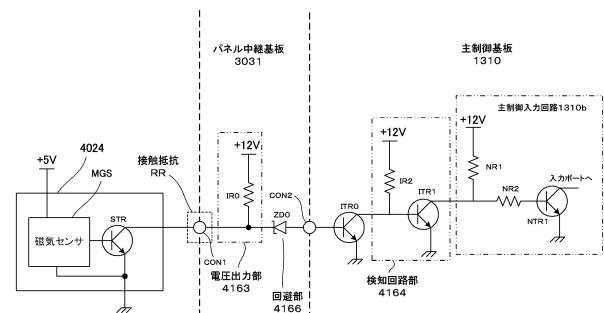 パネル中継基板
3031
主制御基板
1310
主制御入力回路1310b
+12V
+12V
+12V
4024
+5V
MGS
接触抵抗
RR
STR
磁気センサ
IR0
CON1
ZD0
CON2
ITR0
IR2
ITR1
NR1
NR2
入力ポートへ
NTR1
電圧出力部
4163
回避部
4166
検知回路部
4164